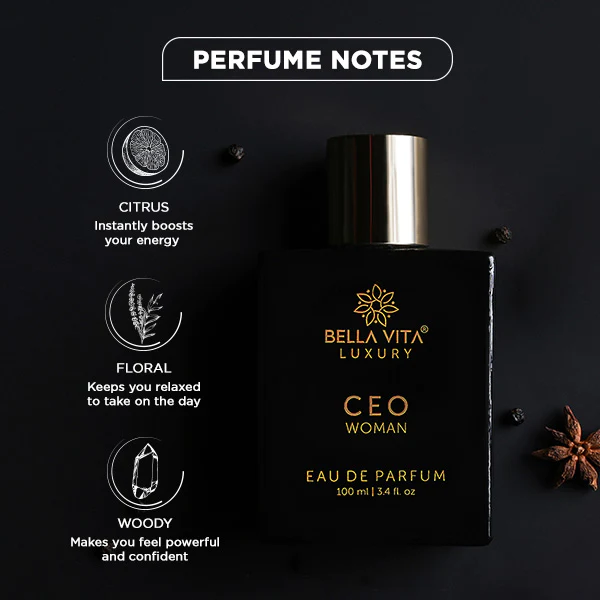 PERFUME NOTES
CITRUS
Instantly boosts
your energy
FLORAL
Keeps you relaxed
to take on the day
WOODY
Makes you feel powerful
and confident
BELLA VITA®
LUXURY
CEO
WOMAN
EAU DE PARFUM
100 ml | 3.4 fl. oz